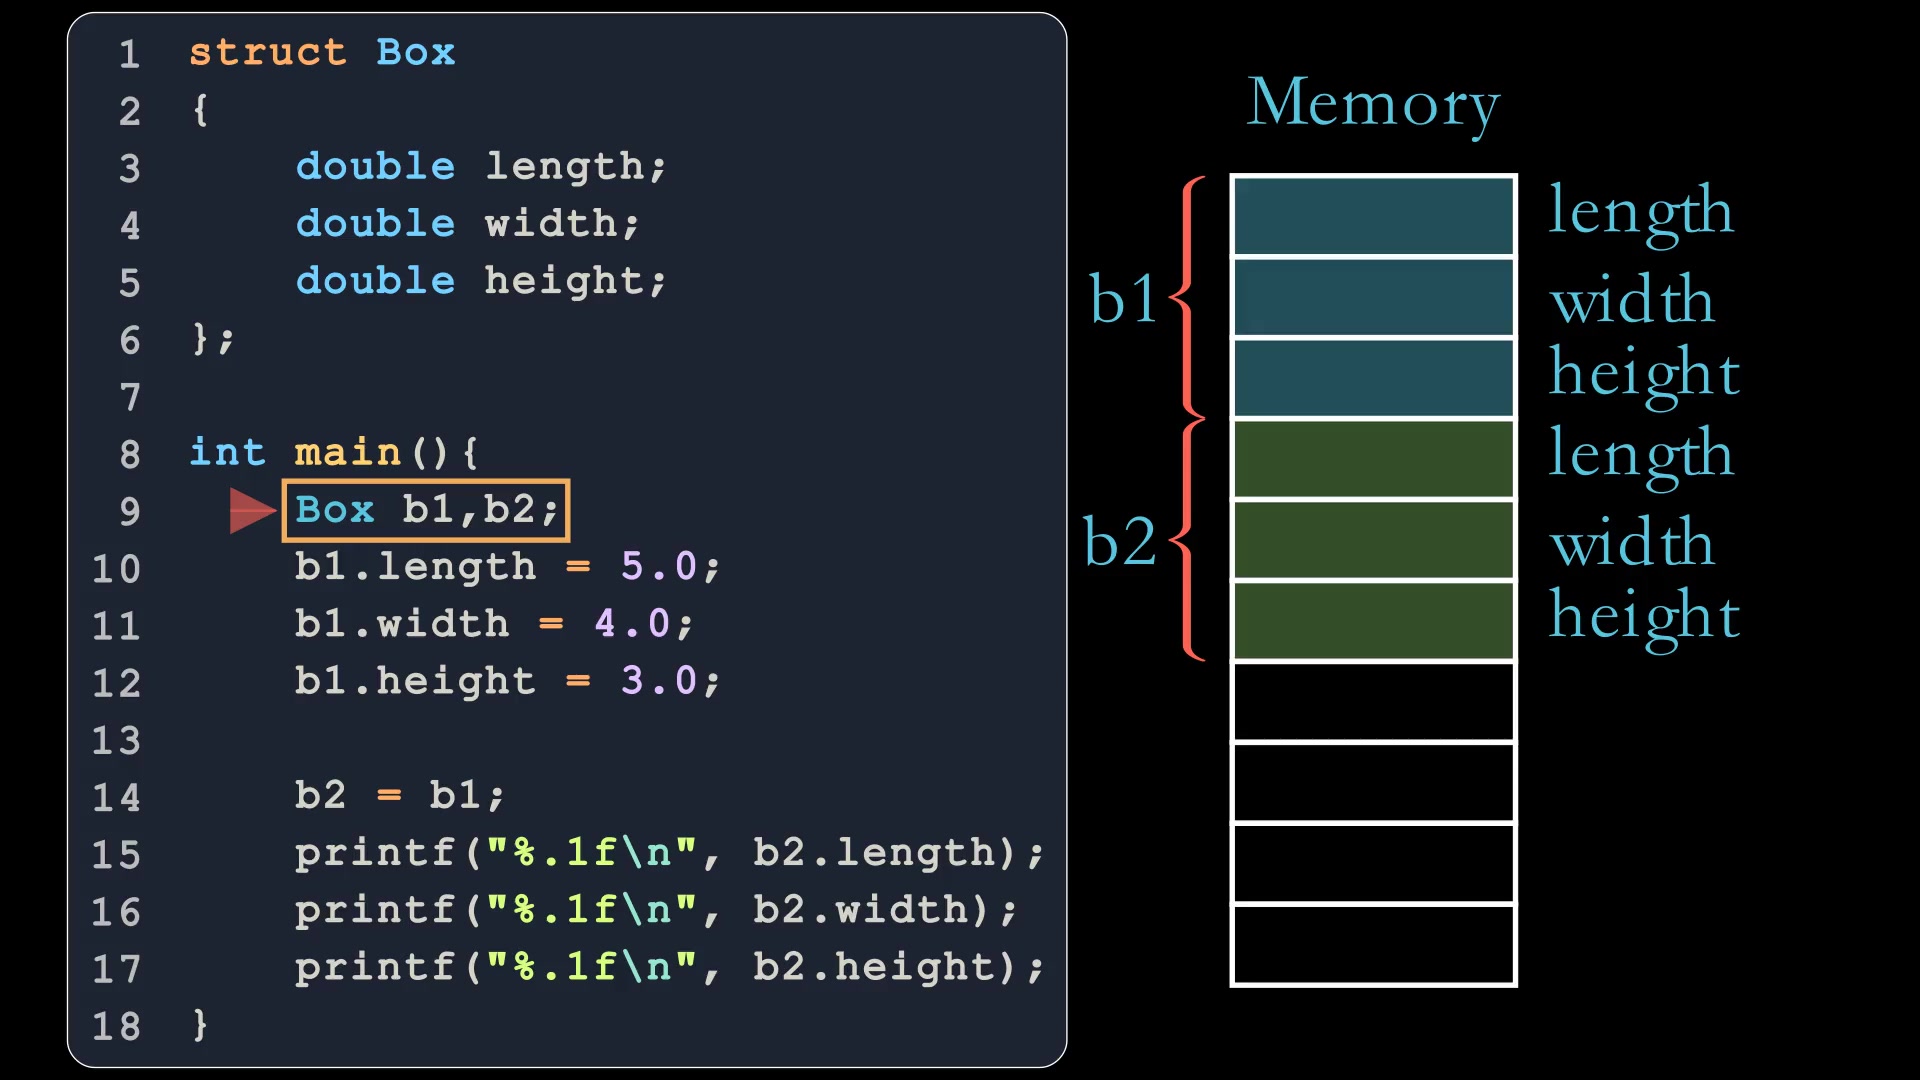 1 struct Box
2 {
3     double length;
4     double width;
5     double height;
6 };
7
8 int main(){
9     Box b1,b2;
10     b1.length = 5.0;
11     b1.width = 4.0;
12     b1.height = 3.0;
13
14     b2 = b1;
15     printf("%.1f\n", b2.length);
16     printf("%.1f\n", b2.width);
17     printf("%.1f\n", b2.height);
18 }
Memory
b1
length
width
height
b2
length
width
height